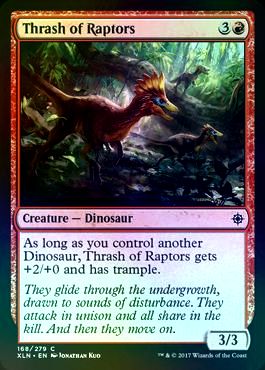 Thrash of Raptors 3
Creature — Dinosaur
As long as you control another
Dinosaur, Thrash of Raptors gets
+2/+0 and has trample.
They glide through the undergrowth,
drawn to sounds of disturbance. They
attack in unison and all share in the
kill. And then they move on.
3/3
168/279 C
XLN • EN Jonathan Kuo
™ & © 2017 Wizards of the Coast